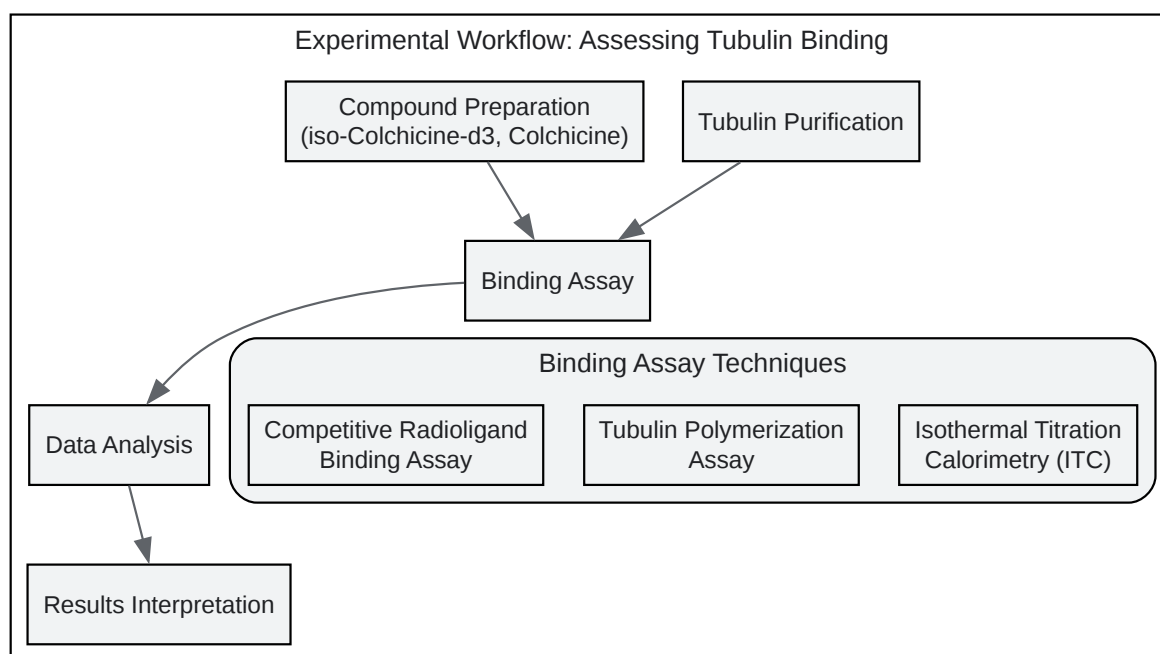 Experimental Workflow: Assessing Tubulin Binding
Compound Preparation
(iso-Colchicine-d3, Colchicine)
Tubulin Purification
Binding Assay
Binding Assay Techniques
Data Analysis
Competitive Radioligand
Binding Assay
Tubulin Polymerization
Assay
Isothermal Titration
Calorimetry (ITC)
Results Interpretation